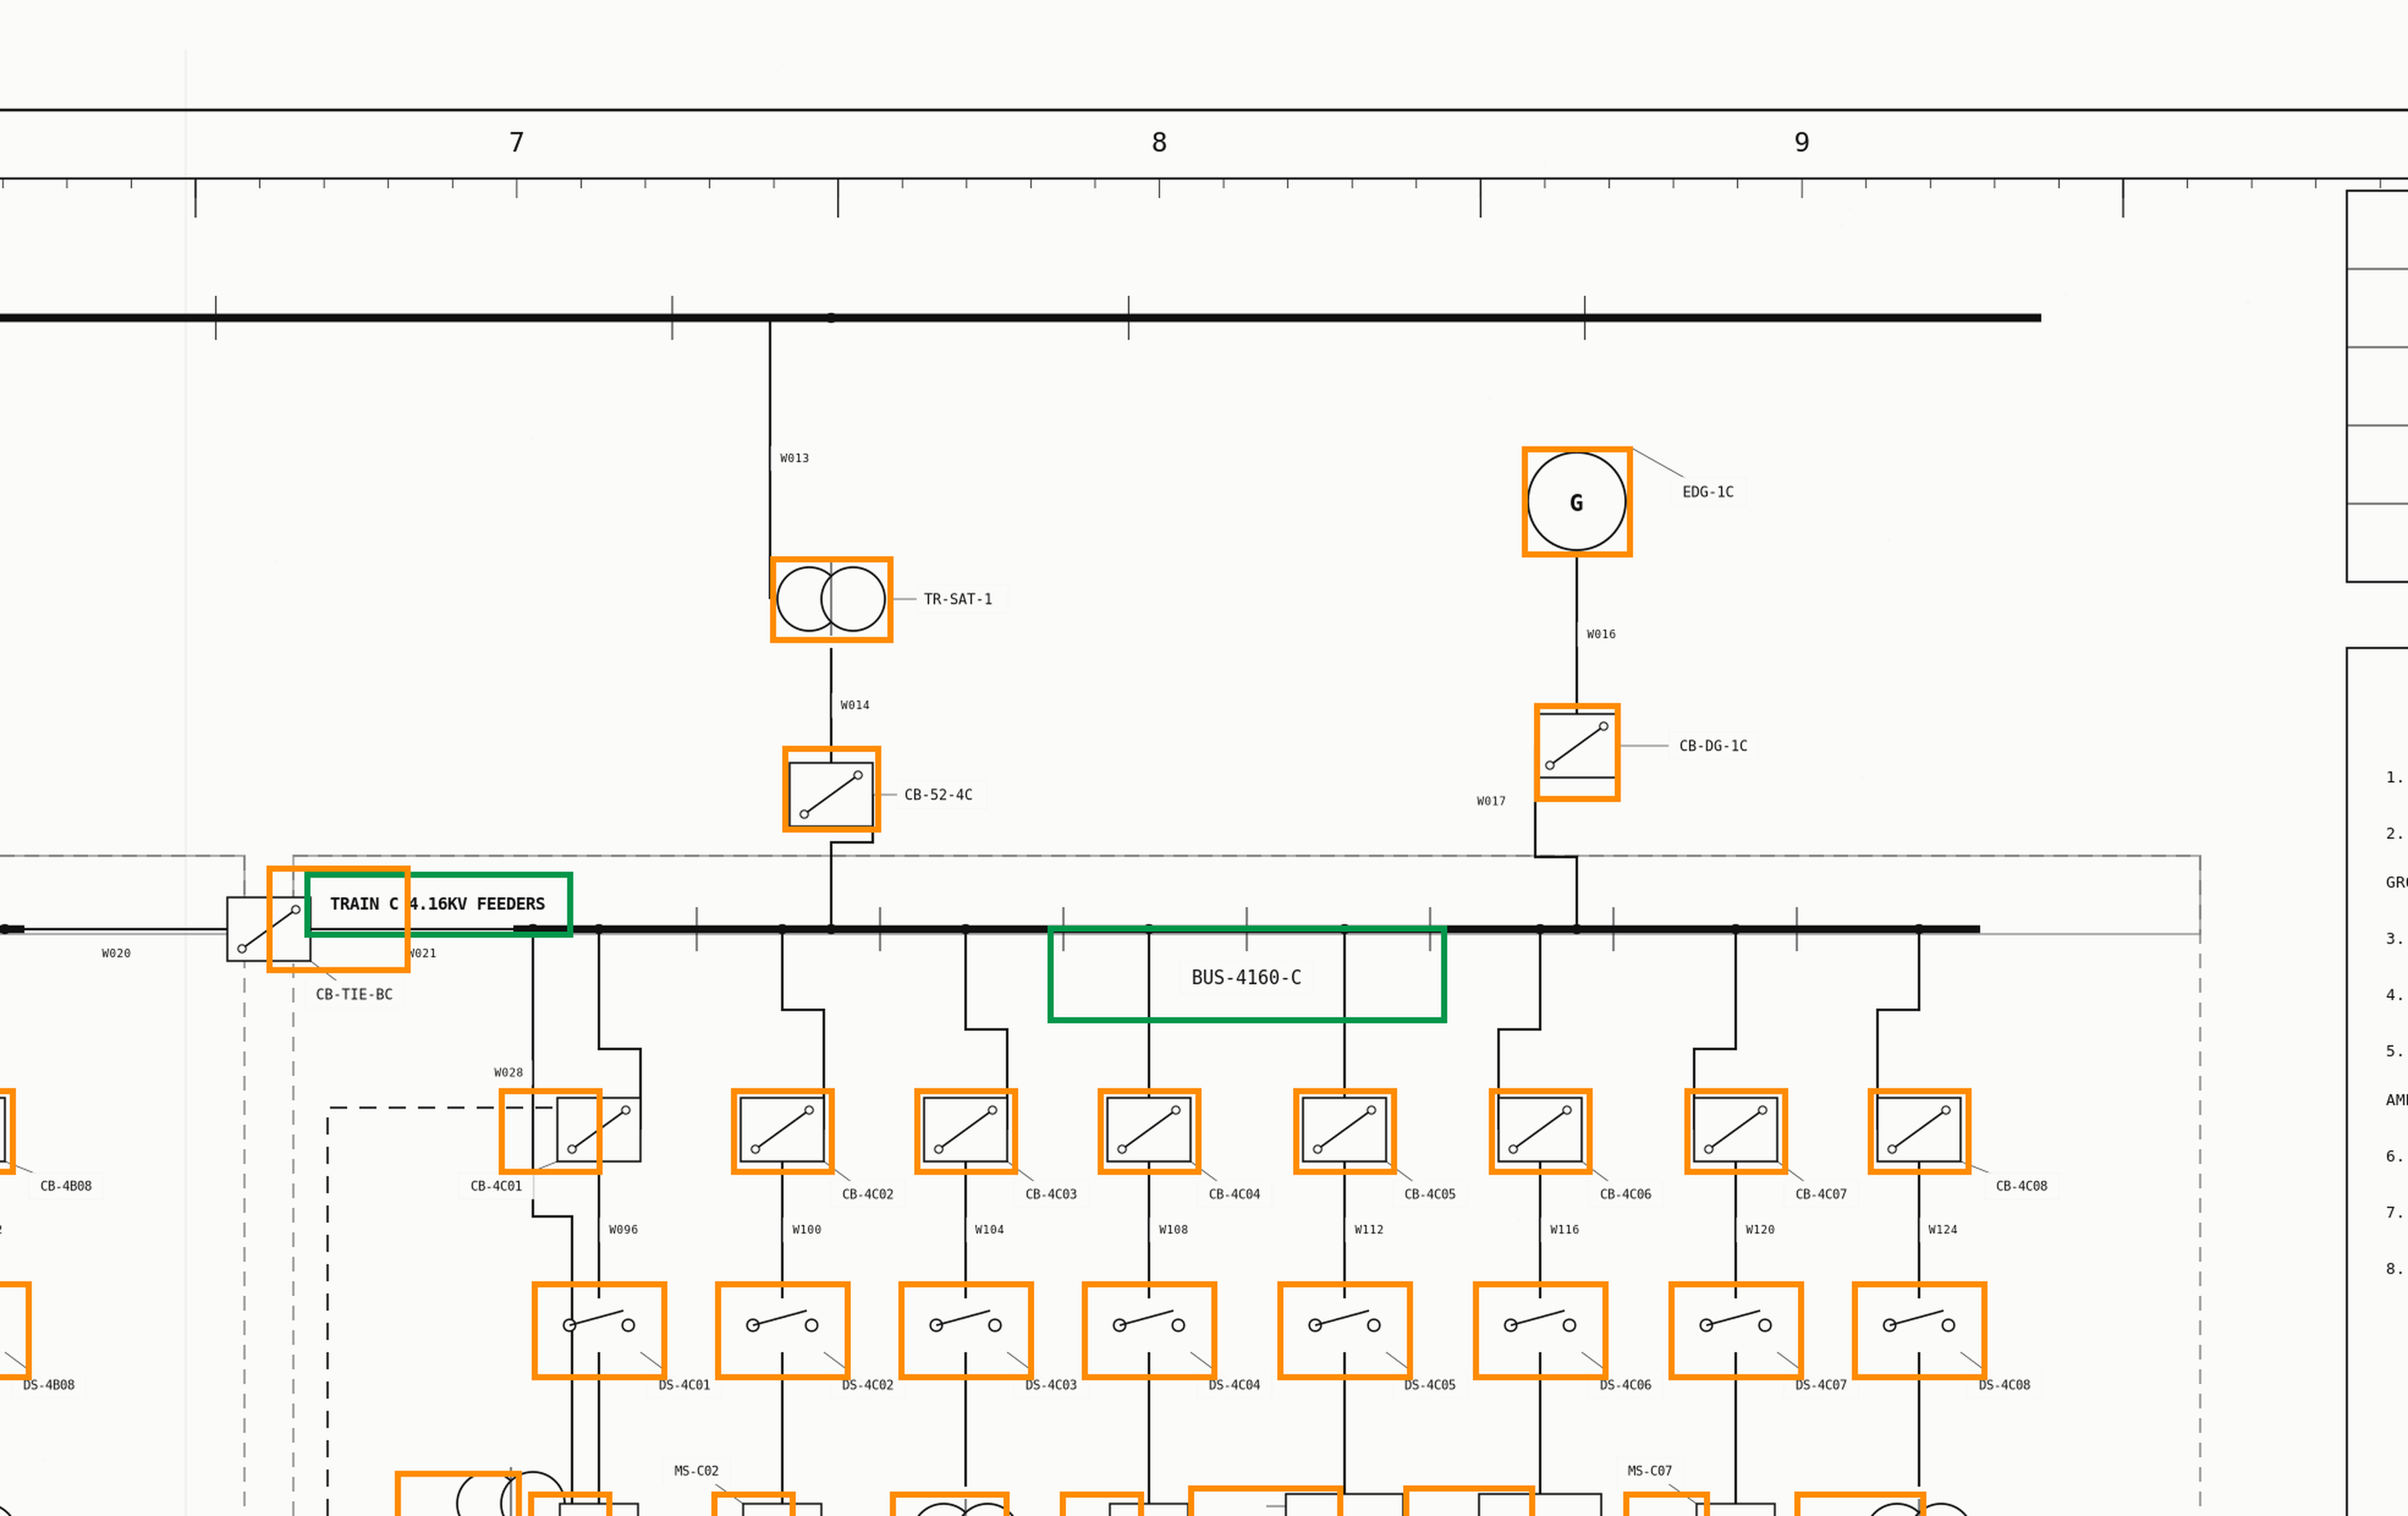 7 8 9
W013
G
EDG-1C
TR-SAT-1
W016
W014
CB-DG-1C
1.
CB-52-4C
W017
2.
GR
3.
TRAIN C 4.16KV FEEDERS
W020
W021
BUS-4160-C
CB-TIE-BC
4.
5.
W028
AM
6.
CB-4B08
CB-4C01
CB-4C02
CB-4C03
CB-4C04
CB-4C05
CB-4C06
CB-4C07
CB-4C08
7.
W096
W100
W104
W108
W112
W116
W120
W124
8.
DS-4B08
DS-4C01
DS-4C02
DS-4C03
DS-4C04
DS-4C05
DS-4C06
DS-4C07
DS-4C08
MS-C02
MS-C07